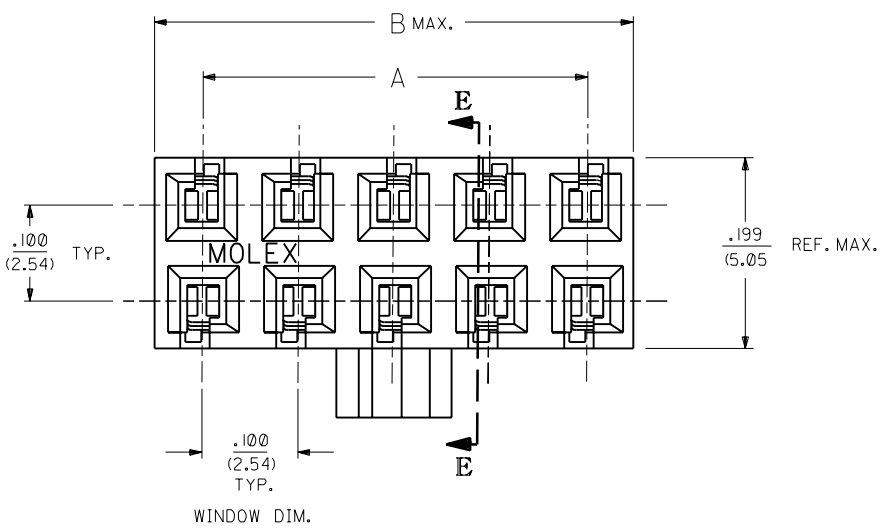 B MAX.
A
E
.100
(2.54)
TYP.
MOLEX
.199
(5.05
REF. MAX.
.100
(2.54)
TYP.
E
WINDOW DIM.